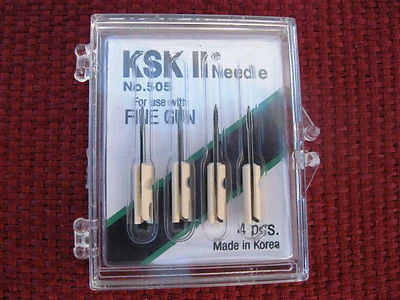 KSK II® Needle
No.505
For use with
FINE GUN
4 pcs.
Made in Korea